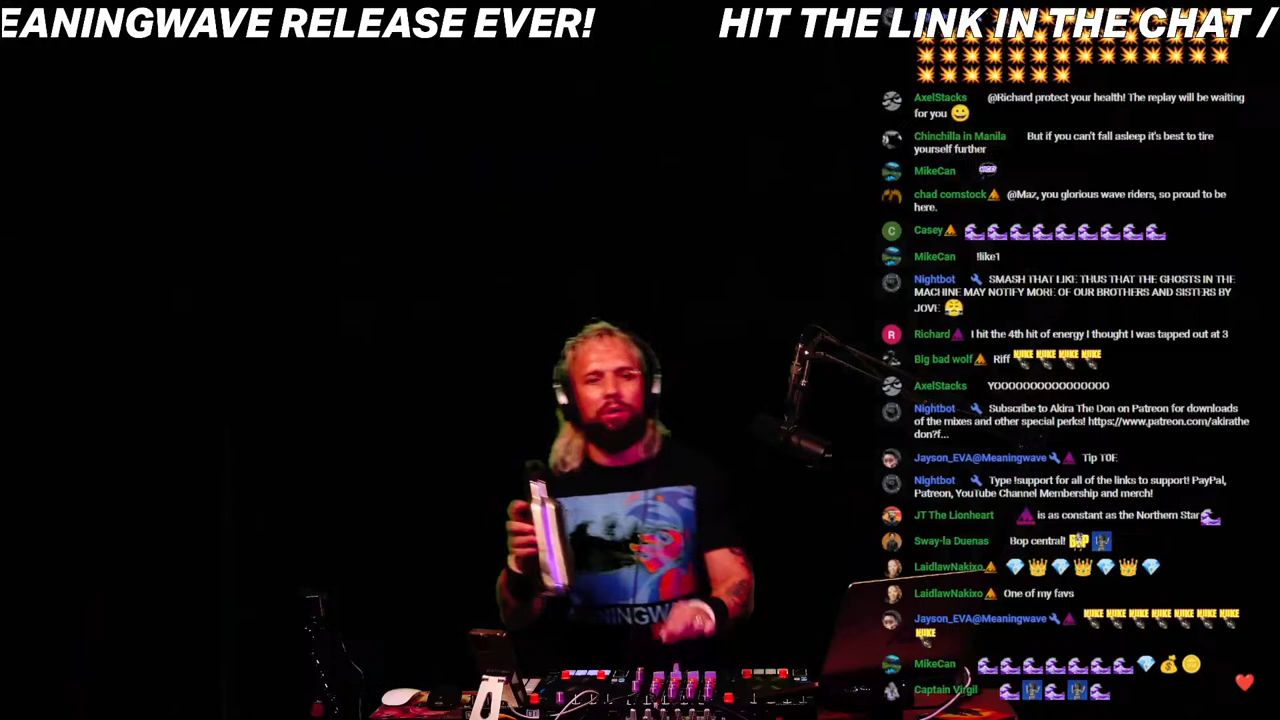 EANINGWAVE RELEASE EVER! HIT THE LINK IN THE CHAT /
AxelStacks @Richard protect your health! The replay will be waiting
for you
Chinchilla in Manila But if you can't fall asleep it's best to tire
yourself further
MikeCan
chad comstock @Maz, you glorious wave riders, so proud to be
here.
C Casey
MikeCan !like1
Nightbot SMASH THAT LIKE THUS THAT THE GHOSTS IN THE
MACHINE MAY NOTIFY MORE OF OUR BROTHERS AND SISTERS BY
JOVE
R Richard I hit the 4th hit of energy I thought I was tapped out at 3
Big bad wolf Riff
AxelStacks YOOOOOOOOOOOOOOOO
Nightbot Subscribe to Akira The Don on Patreon for downloads
of the mixes and other special perks! https://www.patreon.com/akirathe
don?f...
Jayson_EVA@Meaningwave Tip T0E
Nightbot Type !support for all of the links to support! PayPal,
Patreon, YouTube Channel Membership and merch!
JT The Lionheart is as constant as the Northern Star
Sway-la Duenas Bop central!
LaidlawNakixo
LaidlawNakixo One of my favs
Jayson_EVA@Meaningwave
MikeCan
Captain Virgil
ANINGWA